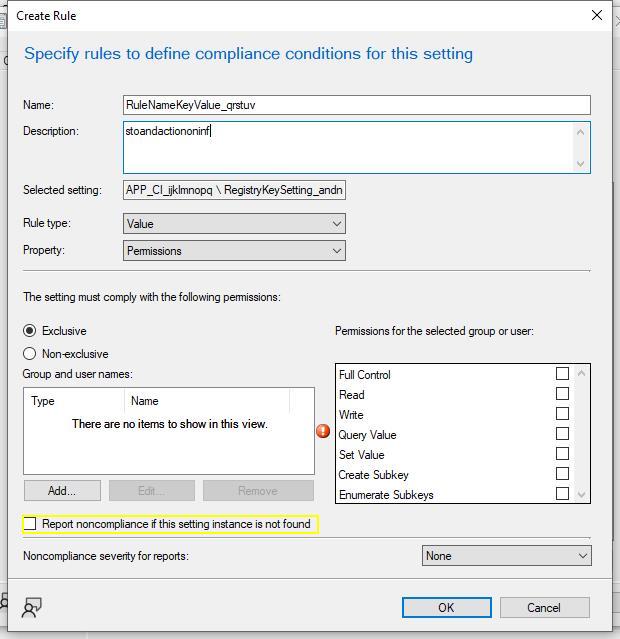 Create Rule
Specify rules to define compliance conditions for this setting
Name: RuleNameKeyValue_qrstuv
Description: stoandactiononinf
Selected setting: APP_CI_ijklmnopq \ RegistryKeySetting_andn
Rule type: Value
Property: Permissions
The setting must comply with the following permissions:
Exclusive
Non-exclusive
Group and user names:
Type Name
There are no items to show in this view.
Add... Edit... Remove
Permissions for the selected group or user:
Full Control
Read
Write
Query Value
Set Value
Create Subkey
Enumerate Subkeys
Report noncompliance if this setting instance is not found
Noncompliance severity for reports: None
OK Cancel